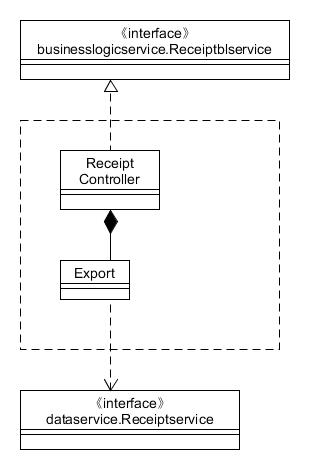 《interface》
businesslogicservice.Receiptblservice
Receipt
Controller
Export
《interface》
dataservice.Receiptservice